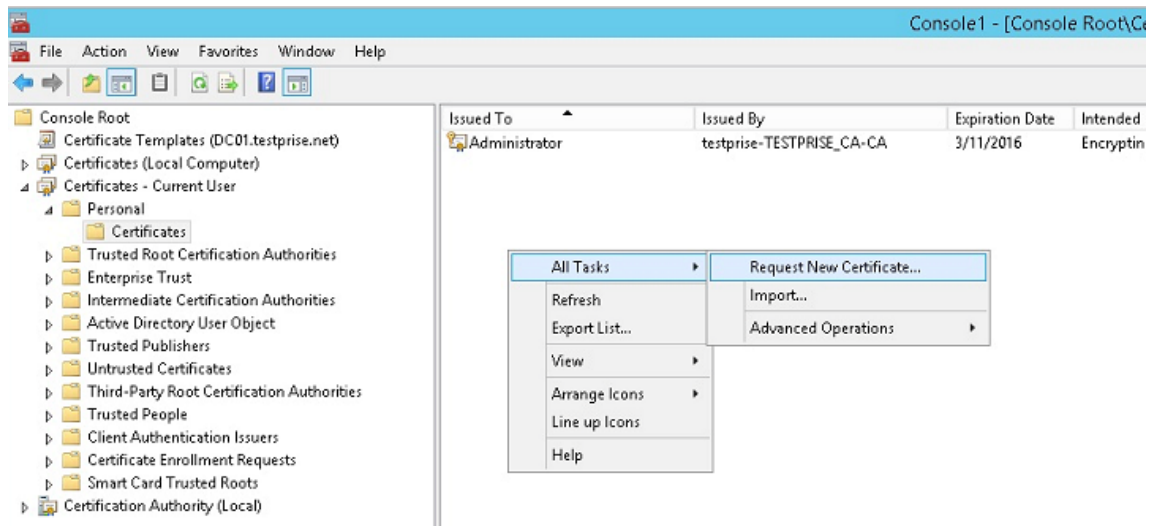 Console1 - [Console Root\Ce
File Action View Favorites Window Help
Console Root
Certificate Templates (DC01.testprise.net)
Certificates (Local Computer)
Certificates - Current User
Personal
Certificates
Trusted Root Certification Authorities
Enterprise Trust
Intermediate Certification Authorities
Active Directory User Object
Trusted Publishers
Untrusted Certificates
Third-Party Root Certification Authorities
Trusted People
Client Authentication Issuers
Certificate Enrollment Requests
Smart Card Trusted Roots
Certification Authority (Local)
Issued To Issued By Expiration Date Intended
Administrator testprise-TESTPRISE_CA-CA 3/11/2016 Encryptin
All Tasks
Refresh
Export List...
View
Arrange Icons
Line up Icons
Help
Request New Certificate...
Import...
Advanced Operations